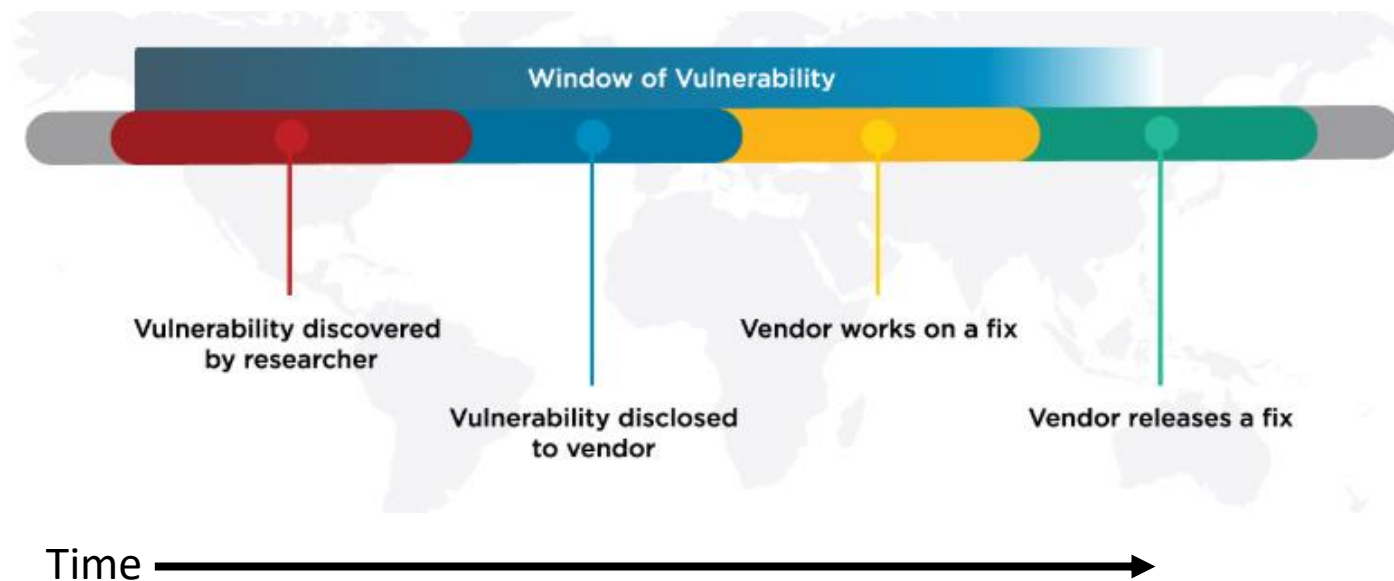 Window of Vulnerability
Vulnerability discovered
by researcher
Vulnerability disclosed
to vendor
Vendor works on a fix
Vendor releases a fix
Time